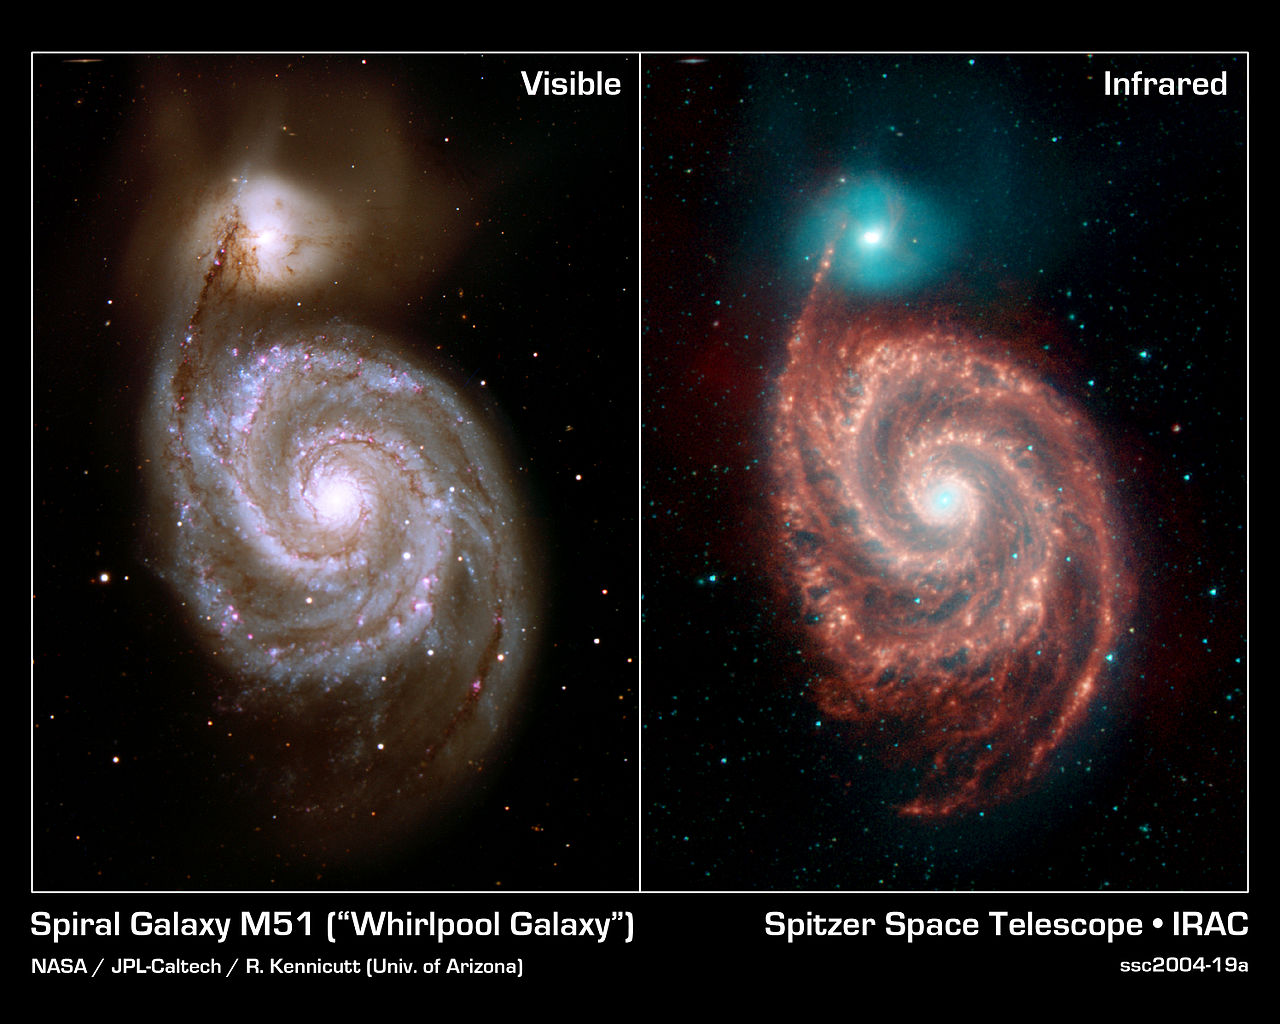 Visible
Infrared
Spiral Galaxy M51 (“Whirlpool Galaxy”)
Spitzer Space Telescope • IRAC
NASA / JPL-Caltech / R. Kennicutt (Univ. of Arizona)
ssc2004-19a